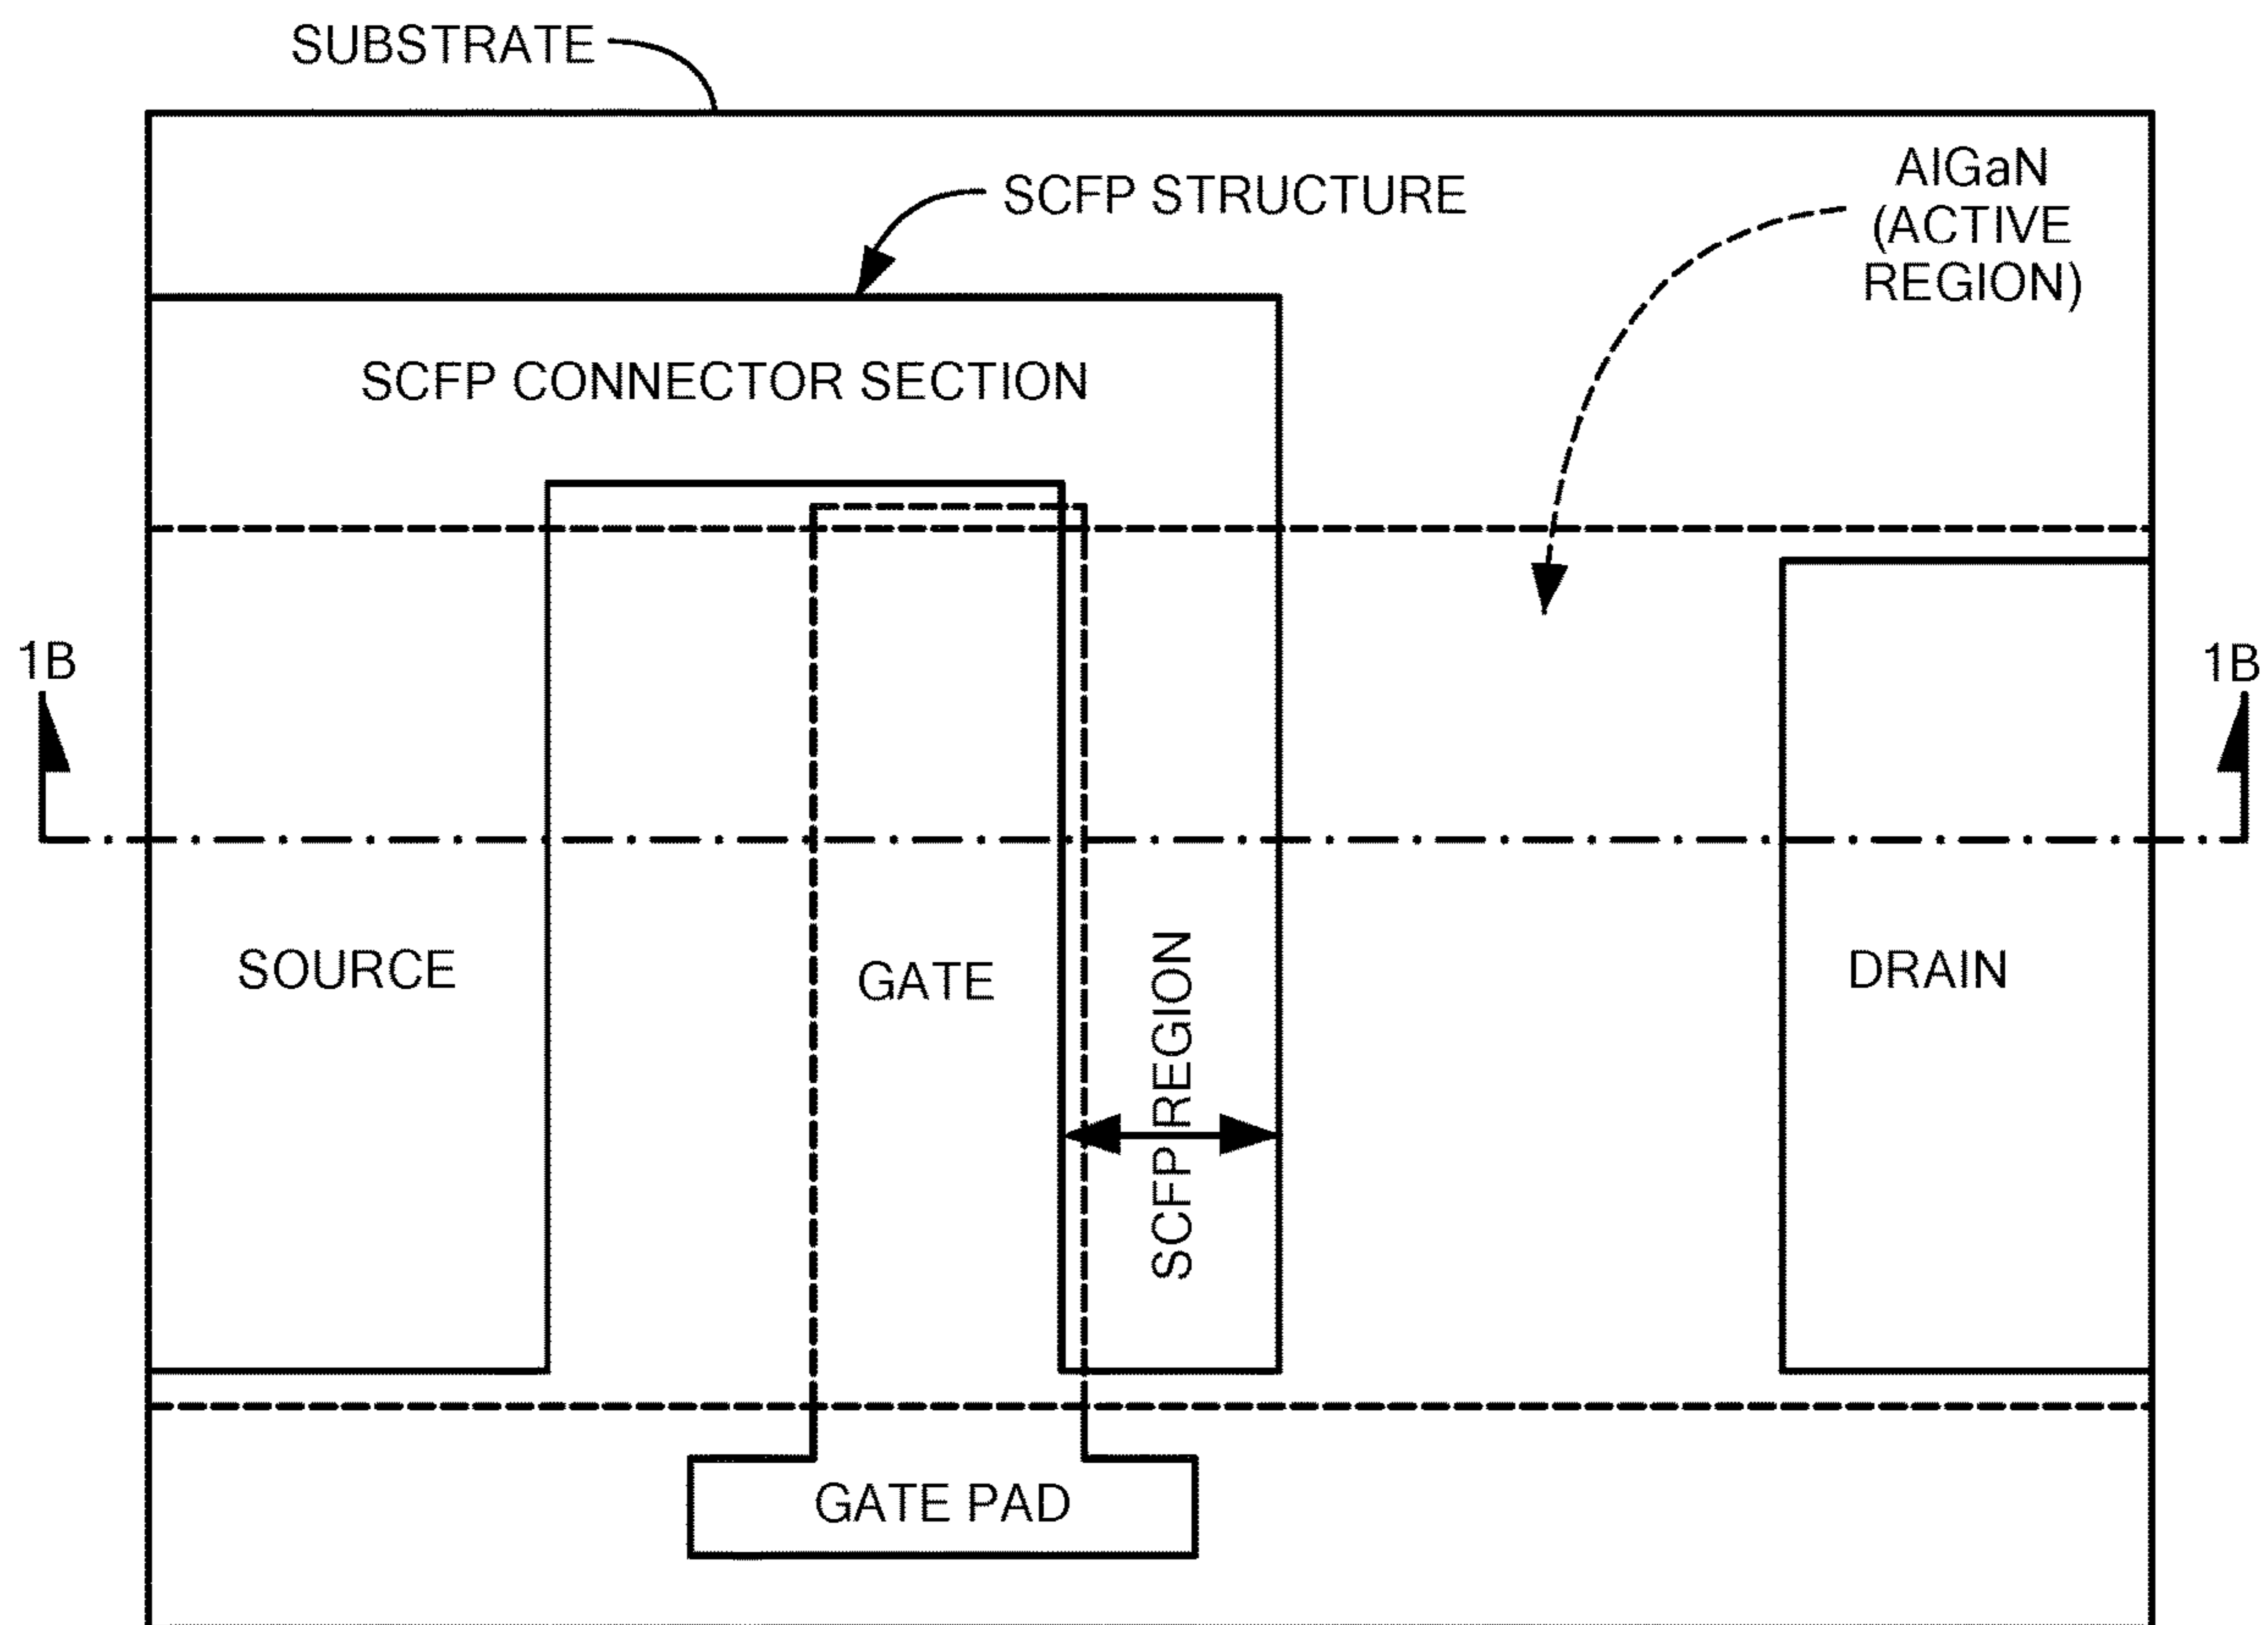 SUBSTRATE
SCFP STRUCTURE
AlGaN
(ACTIVE
REGION)
SCFP CONNECTOR SECTION
1B
1B
SOURCE
GATE
SCFP REGION
DRAIN
GATE PAD